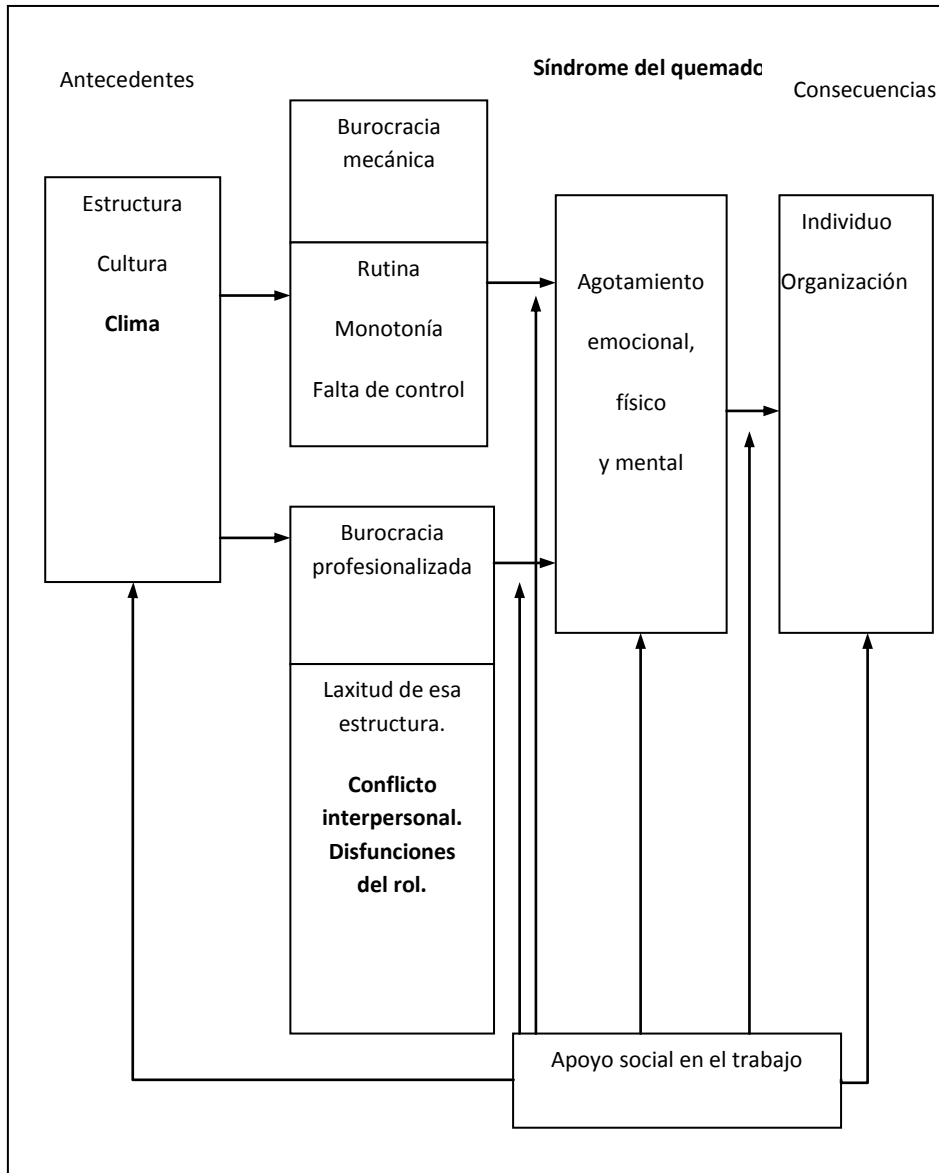 Antecedentes
Síndrome del quemado
Consecuencias
Burocracia
mecánica
Estructura
Cultura
Clima
Rutina
Monotonía
Falta de control
Agotamiento
emocional,
físico
y mental
Individuo
Organización
Burocracia
profesionalizada
Laxitud de esa
estructura.
Conflicto
interpersonal.
Disfunciones
del rol.
Apoyo social en el trabajo